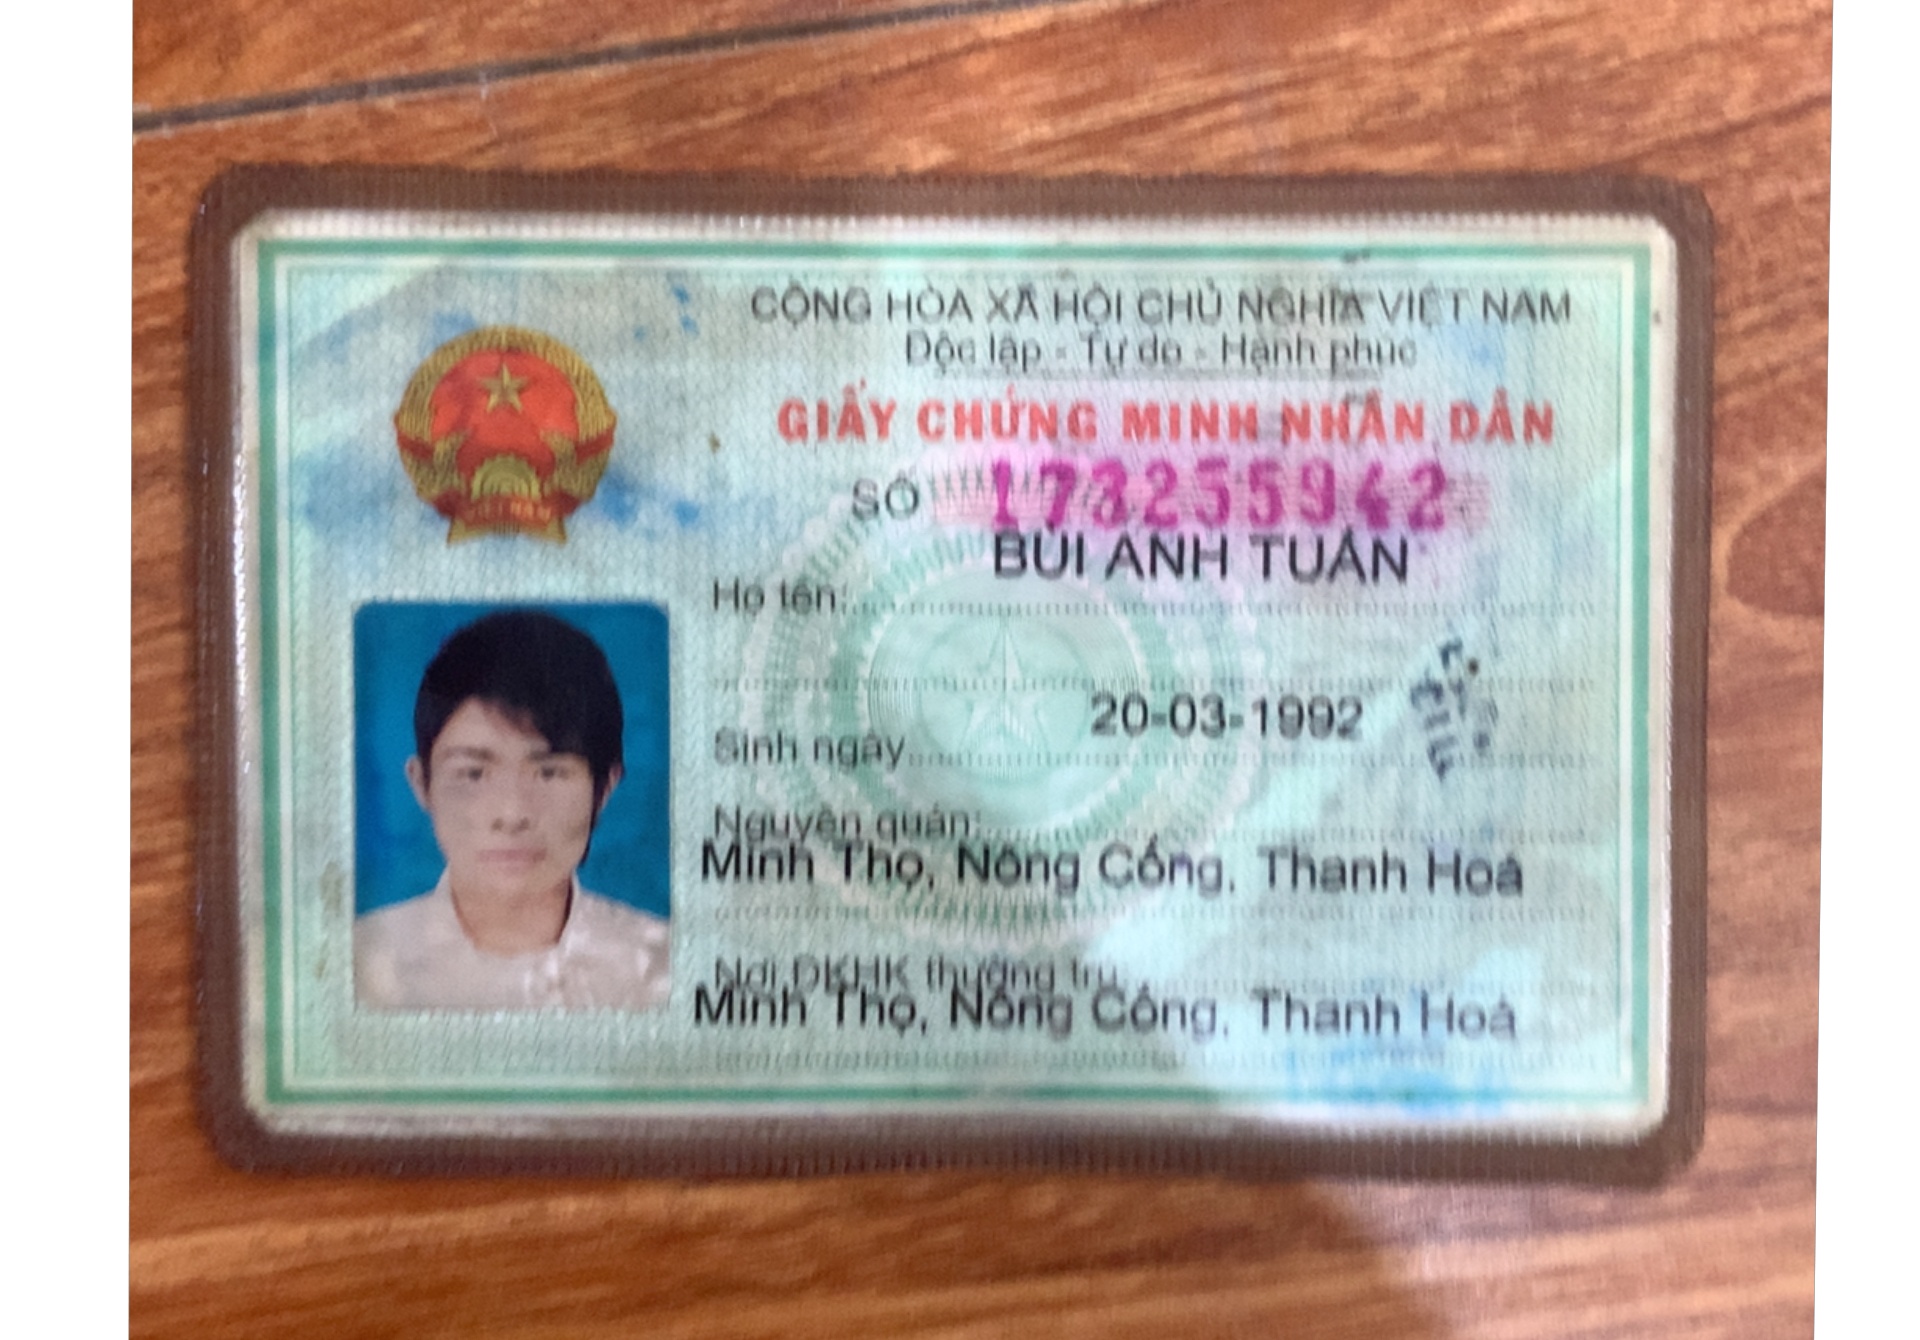 CỘNG HÒA XÃ HỘI CHỦ NGHĨA VIỆT NAM
Độc lập - Tự do - Hạnh phúc
GIẤY CHỨNG MINH NHÂN DÂN
SỐ 173255942
VIỆT NAM
BÙI ANH TUẤN
Họ tên:
20-03-1992
Sinh ngày
Nguyên quán:
Minh Thọ, Nông Cống, Thanh Hoá
Nơi ĐKHK thường trú:
Minh Thọ, Nông Cống, Thanh Hoá